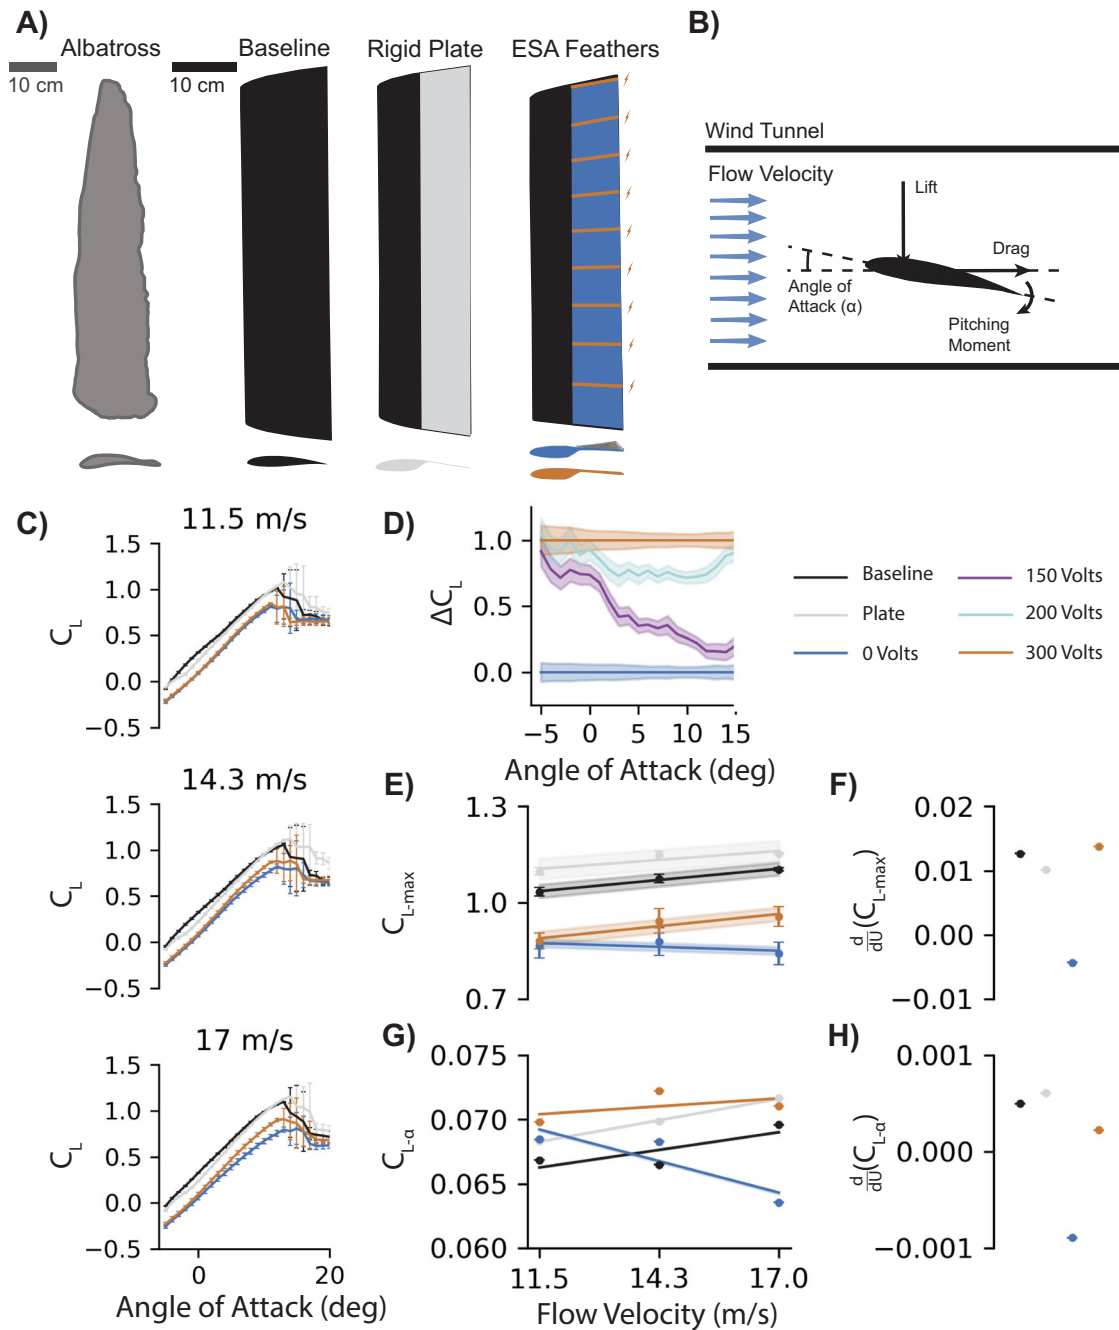 A)
Albatross
Baseline
Rigid Plate
ESA Feathers
10 cm
10 cm
B)
Wind Tunnel
Flow Velocity
Lift
Drag
Angle of
Attack (α)
Pitching
Moment
C)
11.5 m/s
1.5
1.0
0.5
0.0
−0.5
C_L
14.3 m/s
1.5
1.0
0.5
0.0
−0.5
C_L
17 m/s
1.5
1.0
0.5
0.0
−0.5
C_L
0
20
Angle of Attack (deg)
D)
1.0
0.5
0.0
ΔC_L
−5
0
5
10
15
Angle of Attack (deg)
Baseline
Plate
0 Volts
150 Volts
200 Volts
300 Volts
E)
1.3
1.0
0.7
C_L-max
F)
0.02
0.01
0.00
−0.01
d/dU(C_L-max)
G)
0.075
0.070
0.065
0.060
C_L-α
11.5
14.3
17.0
Flow Velocity (m/s)
H)
0.001
0.000
−0.001
d/dU(C_L-α)